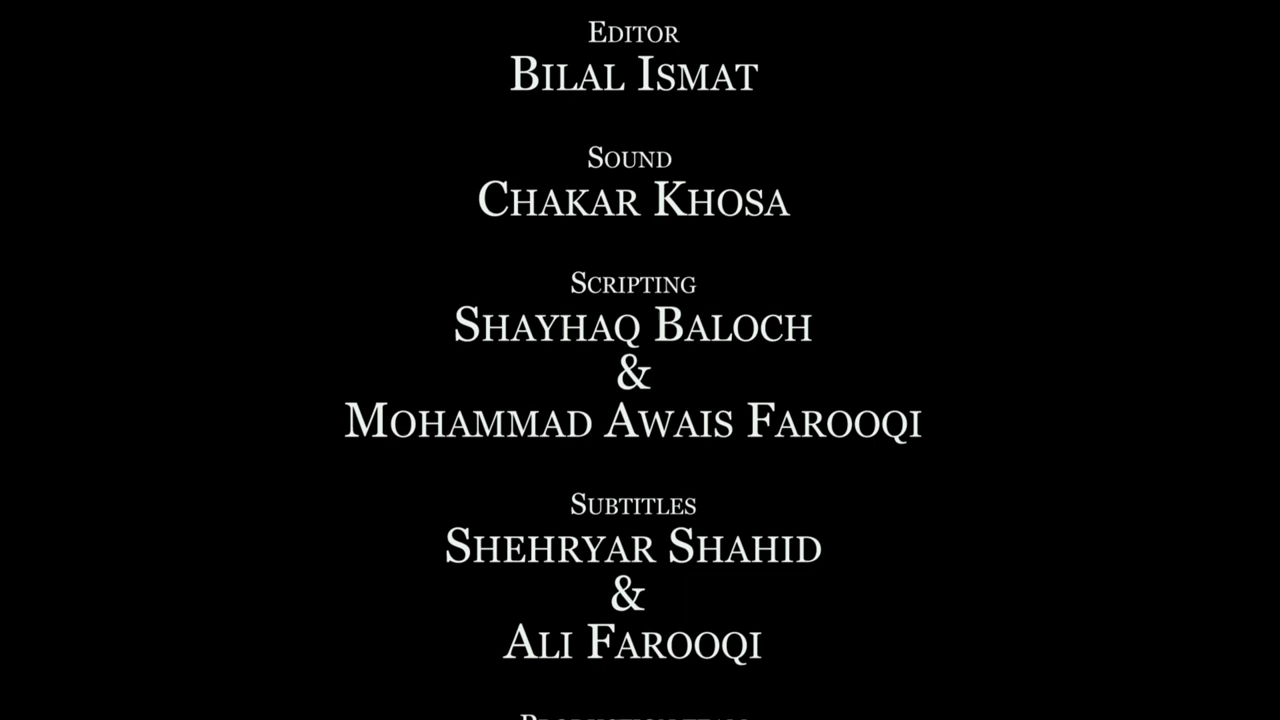 Editor
Bilal Ismat
Sound
Chakar Khosa
Scripting
Shayhaq Baloch
&
Mohammad Awais Farooqi
Subtitles
Shehryar Shahid
&
Ali Farooqi